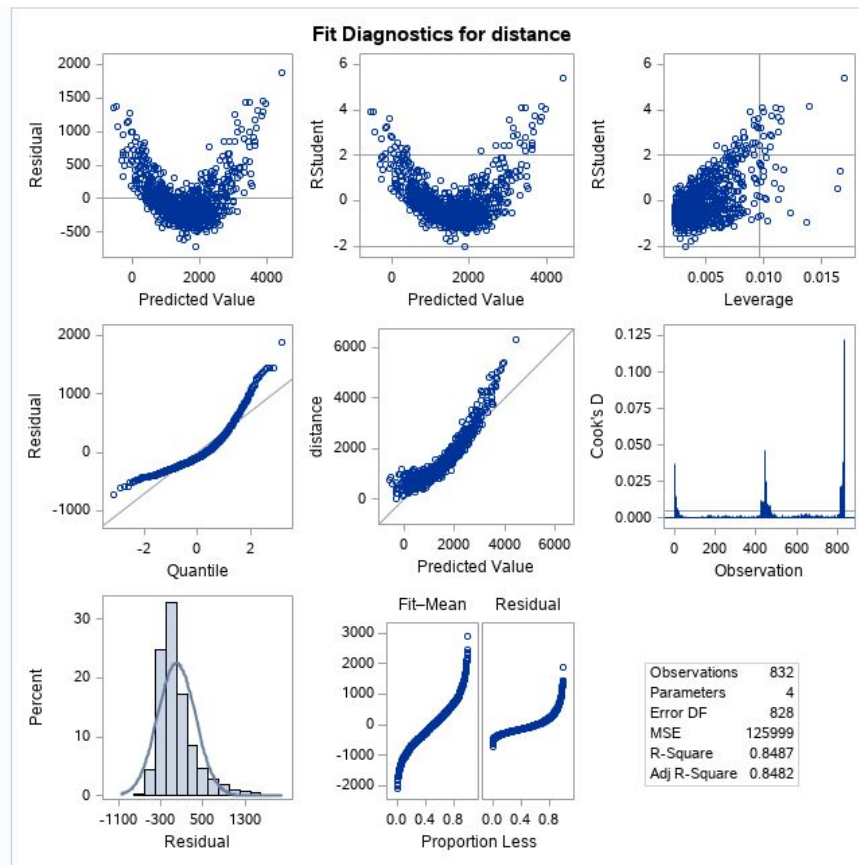 Fit Diagnostics for distance
2000
1500
1000
500
0
-500
Residual
0 2000 4000
Predicted Value
6
4
2
0
-2
RStudent
0 2000 4000
Predicted Value
6
4
2
0
-2
RStudent
0.005 0.010 0.015
Leverage
2000
1000
0
-1000
Residual
-2 0 2
Quantile
6000
4000
2000
0
distance
0 2000 4000 6000
Predicted Value
0.125
0.100
0.075
0.050
0.025
0.000
Cook's D
0 200 400 600 800
Observation
30
20
10
0
Percent
-1100 -300 500 1300
Residual
Fit–Mean Residual
3000
2000
1000
0
-1000
-2000
0.0 0.4 0.8 0.0 0.4 0.8
Proportion Less
Observations 832
Parameters 4
Error DF 828
MSE 125999
R-Square 0.8487
Adj R-Square 0.8482